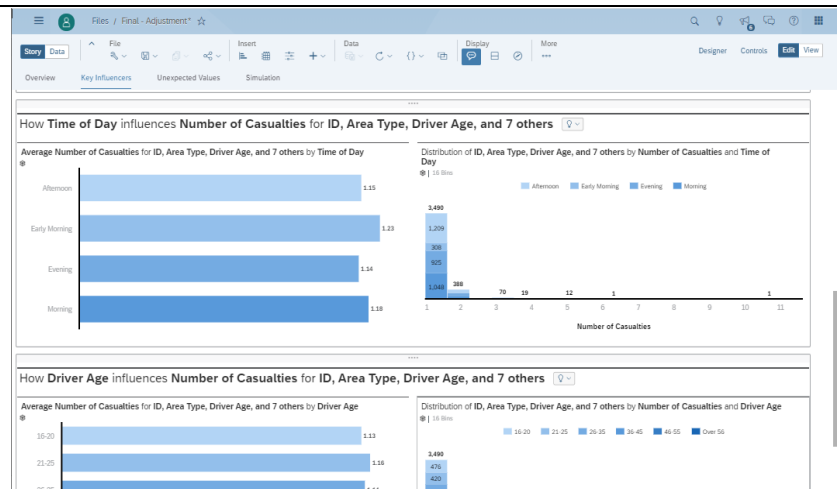 Files / Final - Adjustment* ☆
Story Data
File
Insert
Data
Display
More
Designer Controls Edit View
Overview Key Influencers Unexpected Values Simulation
How Time of Day influences Number of Casualties for ID, Area Type, Driver Age, and 7 others
Average Number of Casualties for ID, Area Type, Driver Age, and 7 others by Time of Day
Afternoon 1.15
Early Morning 1.23
Evening 1.14
Morning 1.18
Distribution of ID, Area Type, Driver Age, and 7 others by Number of Casualties and Time of
Day
16 Bins
Afternoon Early Morning Evening Morning
3,490
1,209
308
925
1,048
388
70
19
12
1
1
1 2 3 4 5 6 7 8 9 10 11
Number of Casualties
How Driver Age influences Number of Casualties for ID, Area Type, Driver Age, and 7 others
Average Number of Casualties for ID, Area Type, Driver Age, and 7 others by Driver Age
16-20 1.13
21-25 1.16
Distribution of ID, Area Type, Driver Age, and 7 others by Number of Casualties and Driver Age
16 Bins
16-20 21-25 26-35 36-45 46-55 Over 56
3,490
476
420